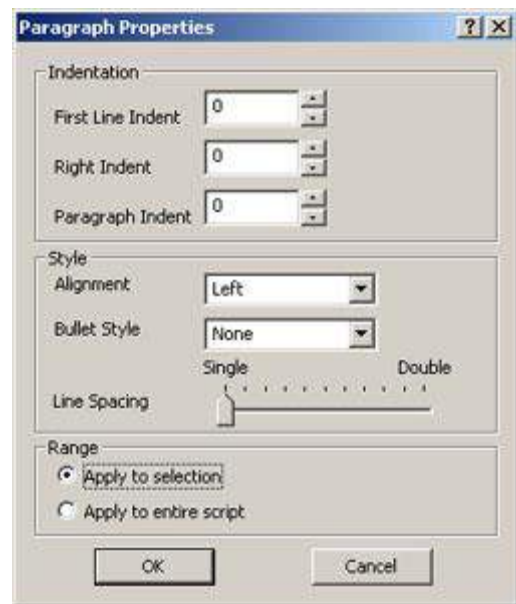 Paragraph Properties
Indentation
First Line Indent 0
Right Indent 0
Paragraph Indent 0
Style
Alignment Left
Bullet Style None
Single Double
Line Spacing
Range
Apply to selection
Apply to entire script
OK Cancel